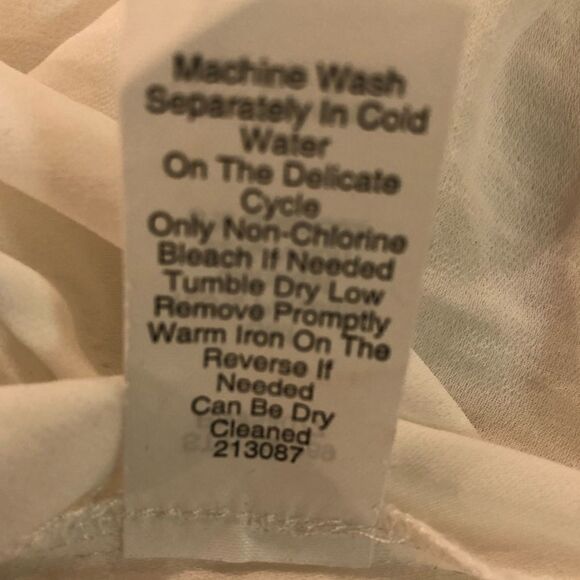 Machine Wash
Separately In Cold
Water
On The Delicate
Cycle
Only Non-Chlorine
Bleach If Needed
Tumble Dry Low
Remove Promptly
Warm Iron On The
Reverse If
Needed
Can Be Dry
Cleaned
213087